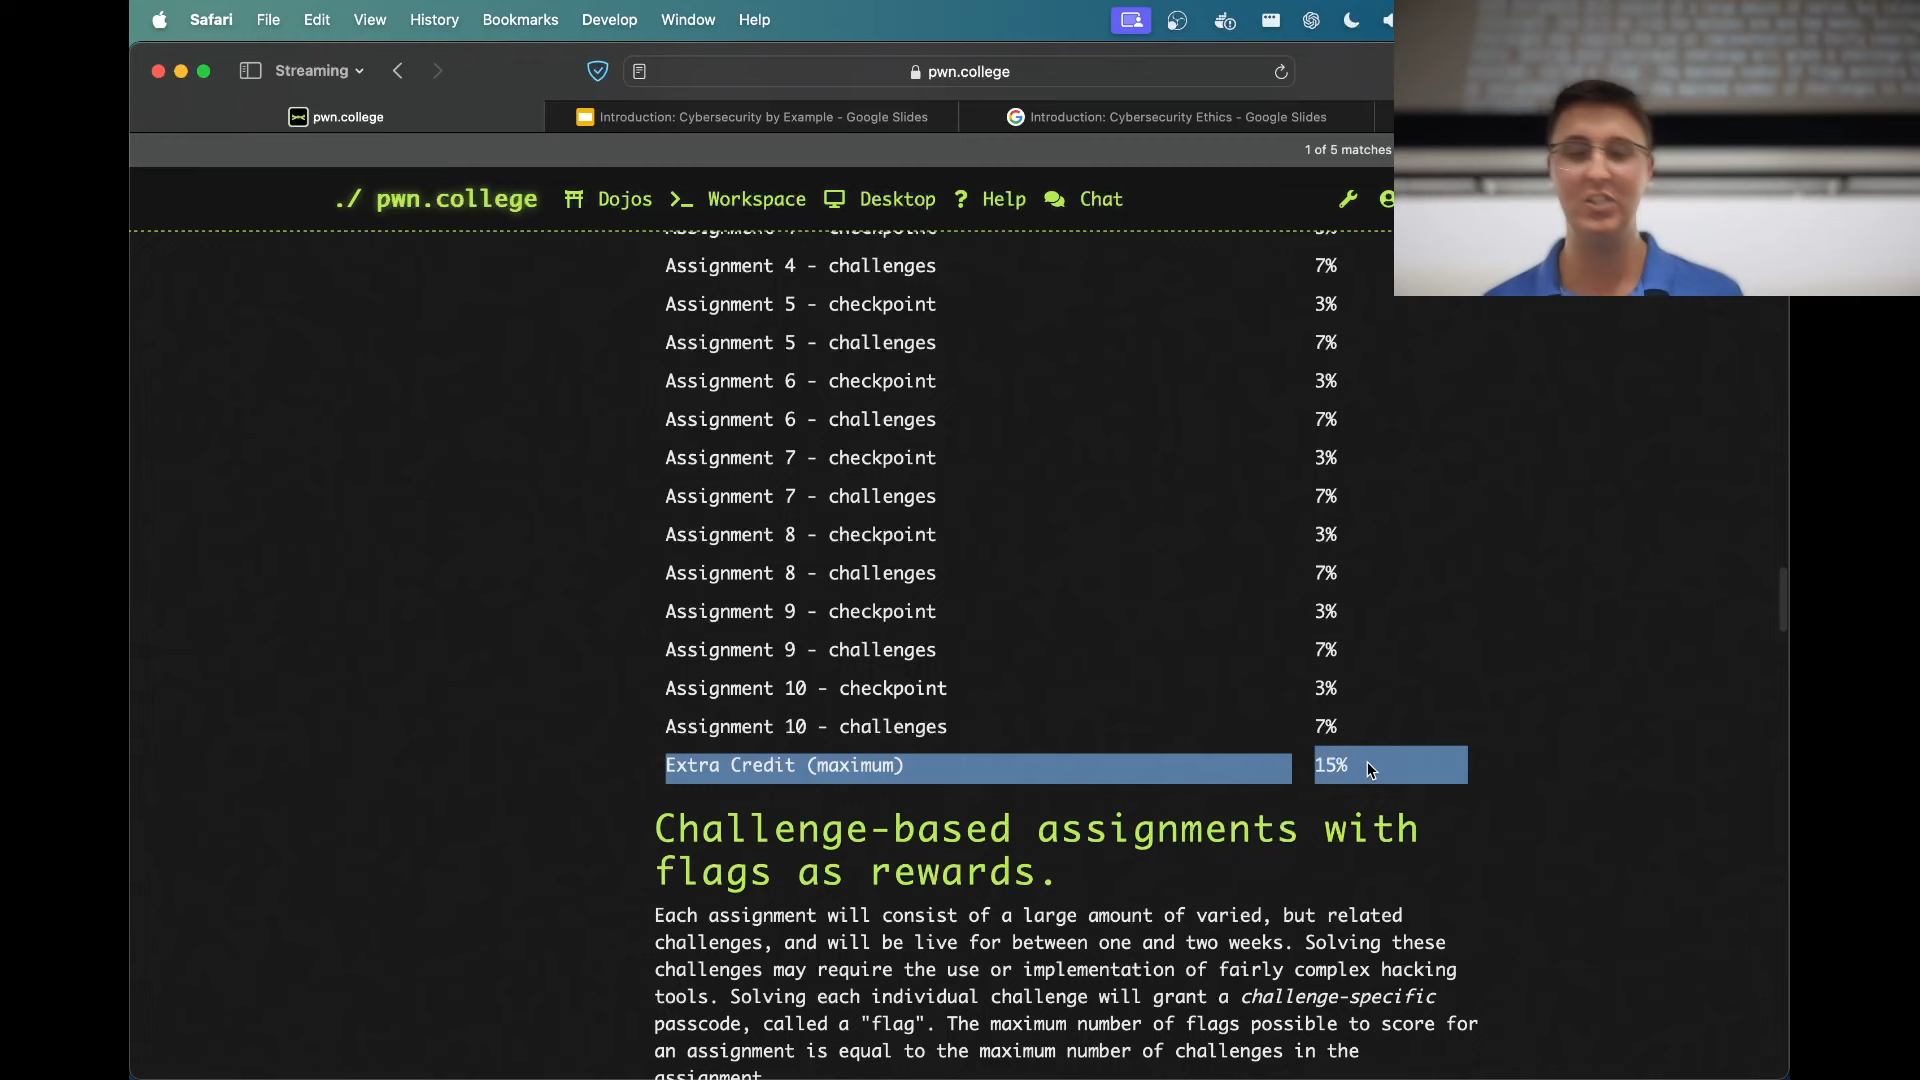 Safari File Edit View History Bookmarks Develop Window Help
Streaming
pwn.college
pwn.college
Introduction: Cybersecurity by Example - Google Slides
Introduction: Cybersecurity Ethics - Google Slides
1 of 5 matches
./ pwn.college Dojos >_ Workspace Desktop ? Help Chat
Assignment 4 - challenges 7%
Assignment 5 - checkpoint 3%
Assignment 5 - challenges 7%
Assignment 6 - checkpoint 3%
Assignment 6 - challenges 7%
Assignment 7 - checkpoint 3%
Assignment 7 - challenges 7%
Assignment 8 - checkpoint 3%
Assignment 8 - challenges 7%
Assignment 9 - checkpoint 3%
Assignment 9 - challenges 7%
Assignment 10 - checkpoint 3%
Assignment 10 - challenges 7%
Extra Credit (maximum) 15%
Challenge-based assignments with
flags as rewards.
Each assignment will consist of a large amount of varied, but related
challenges, and will be live for between one and two weeks. Solving these
challenges may require the use or implementation of fairly complex hacking
tools. Solving each individual challenge will grant a challenge-specific
passcode, called a "flag". The maximum number of flags possible to score for
an assignment is equal to the maximum number of challenges in the
assignment